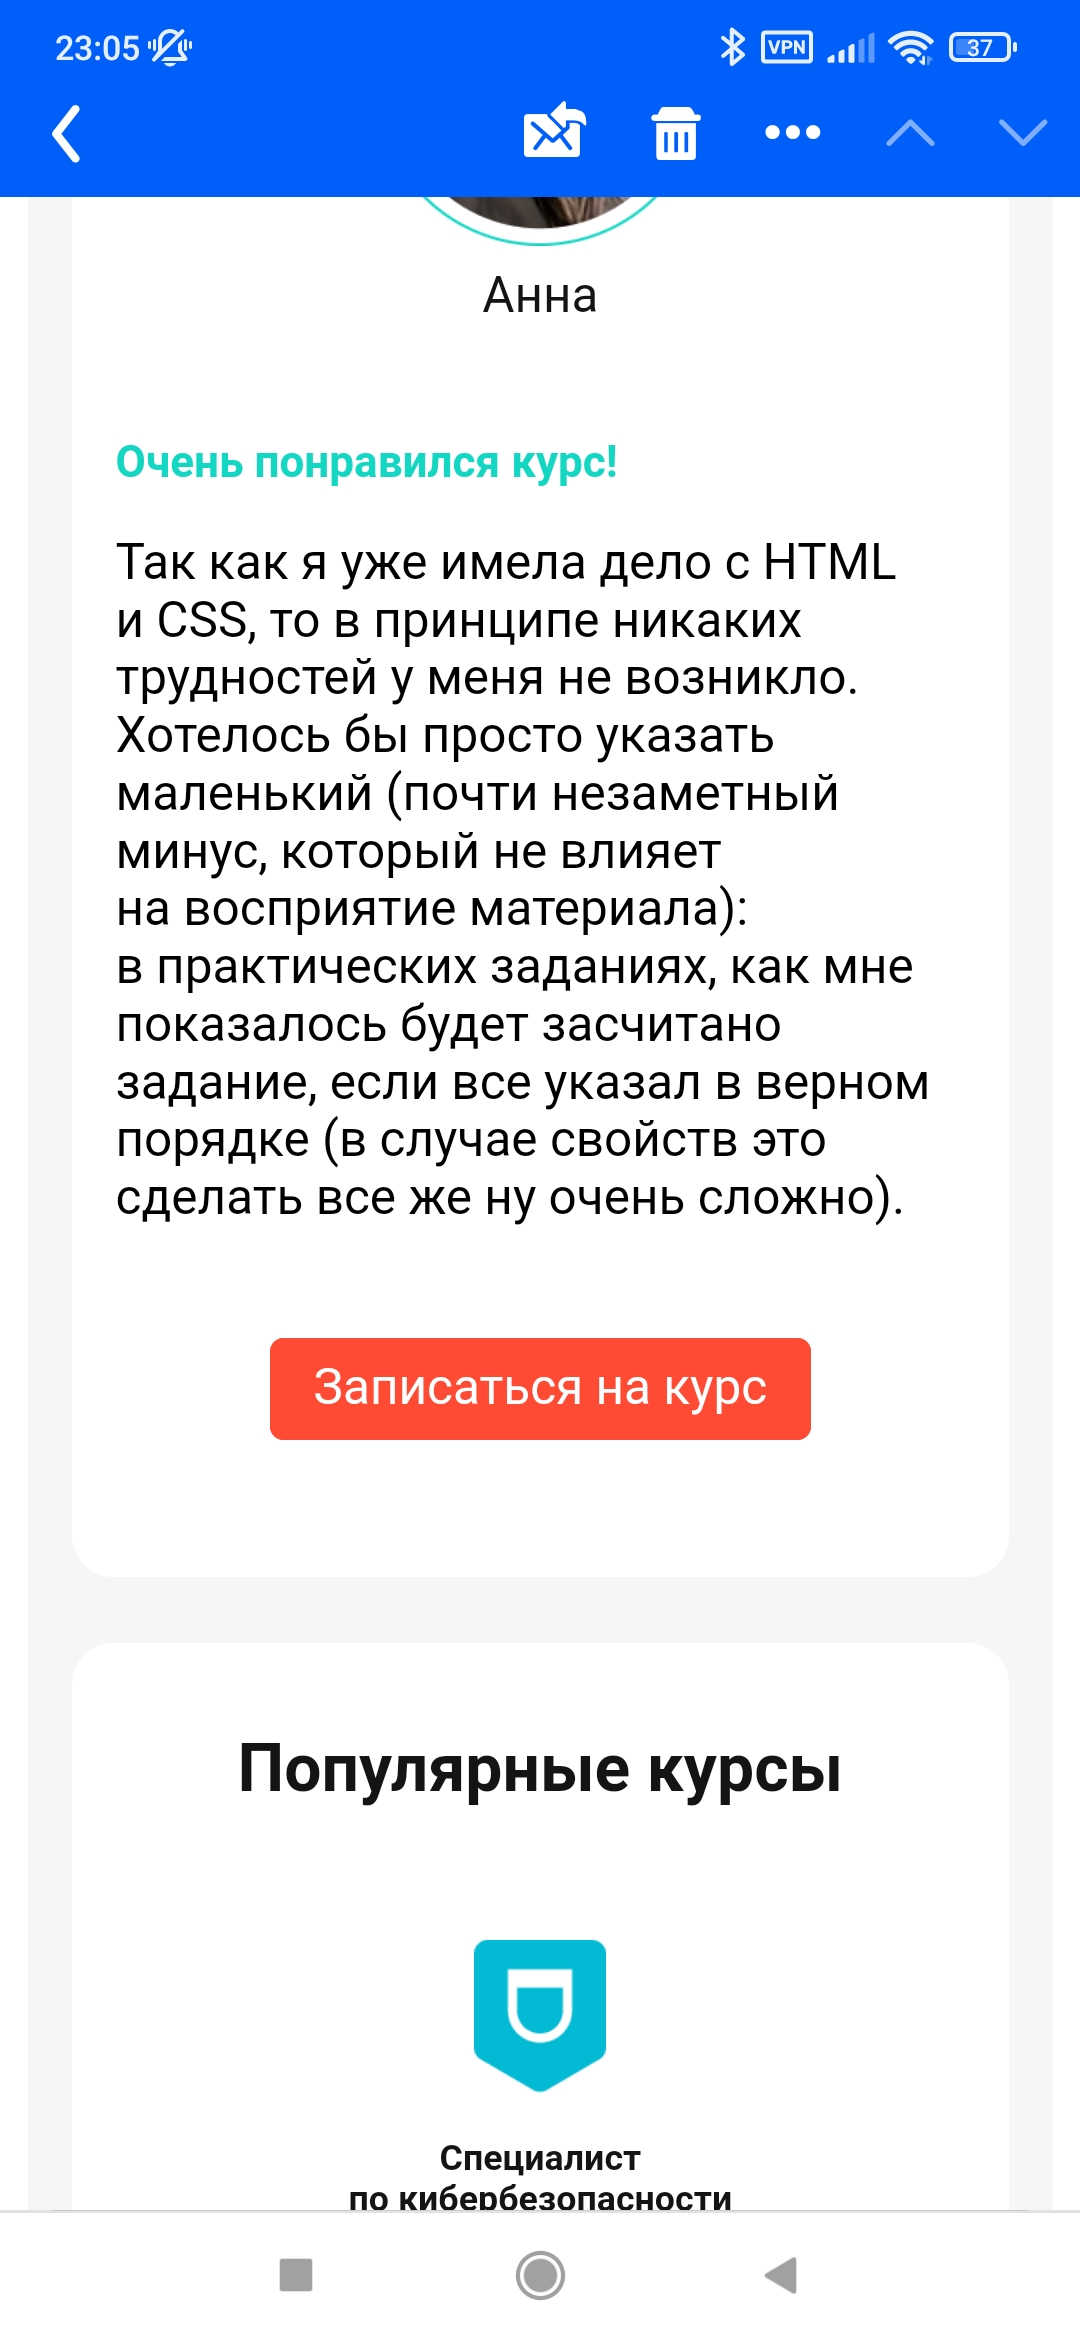 23:05
VPN
37
Анна
Очень понравился курс!
Так как я уже имела дело с HTML
и CSS, то в принципе никаких
трудностей у меня не возникло.
Хотелось бы просто указать
маленький (почти незаметный
минус, который не влияет
на восприятие материала):
в практических заданиях, как мне
показалось будет засчитано
задание, если все указал в верном
порядке (в случае свойств это
сделать все же ну очень сложно).
Записаться на курс
Популярные курсы
Специалист
по кибербезопасности